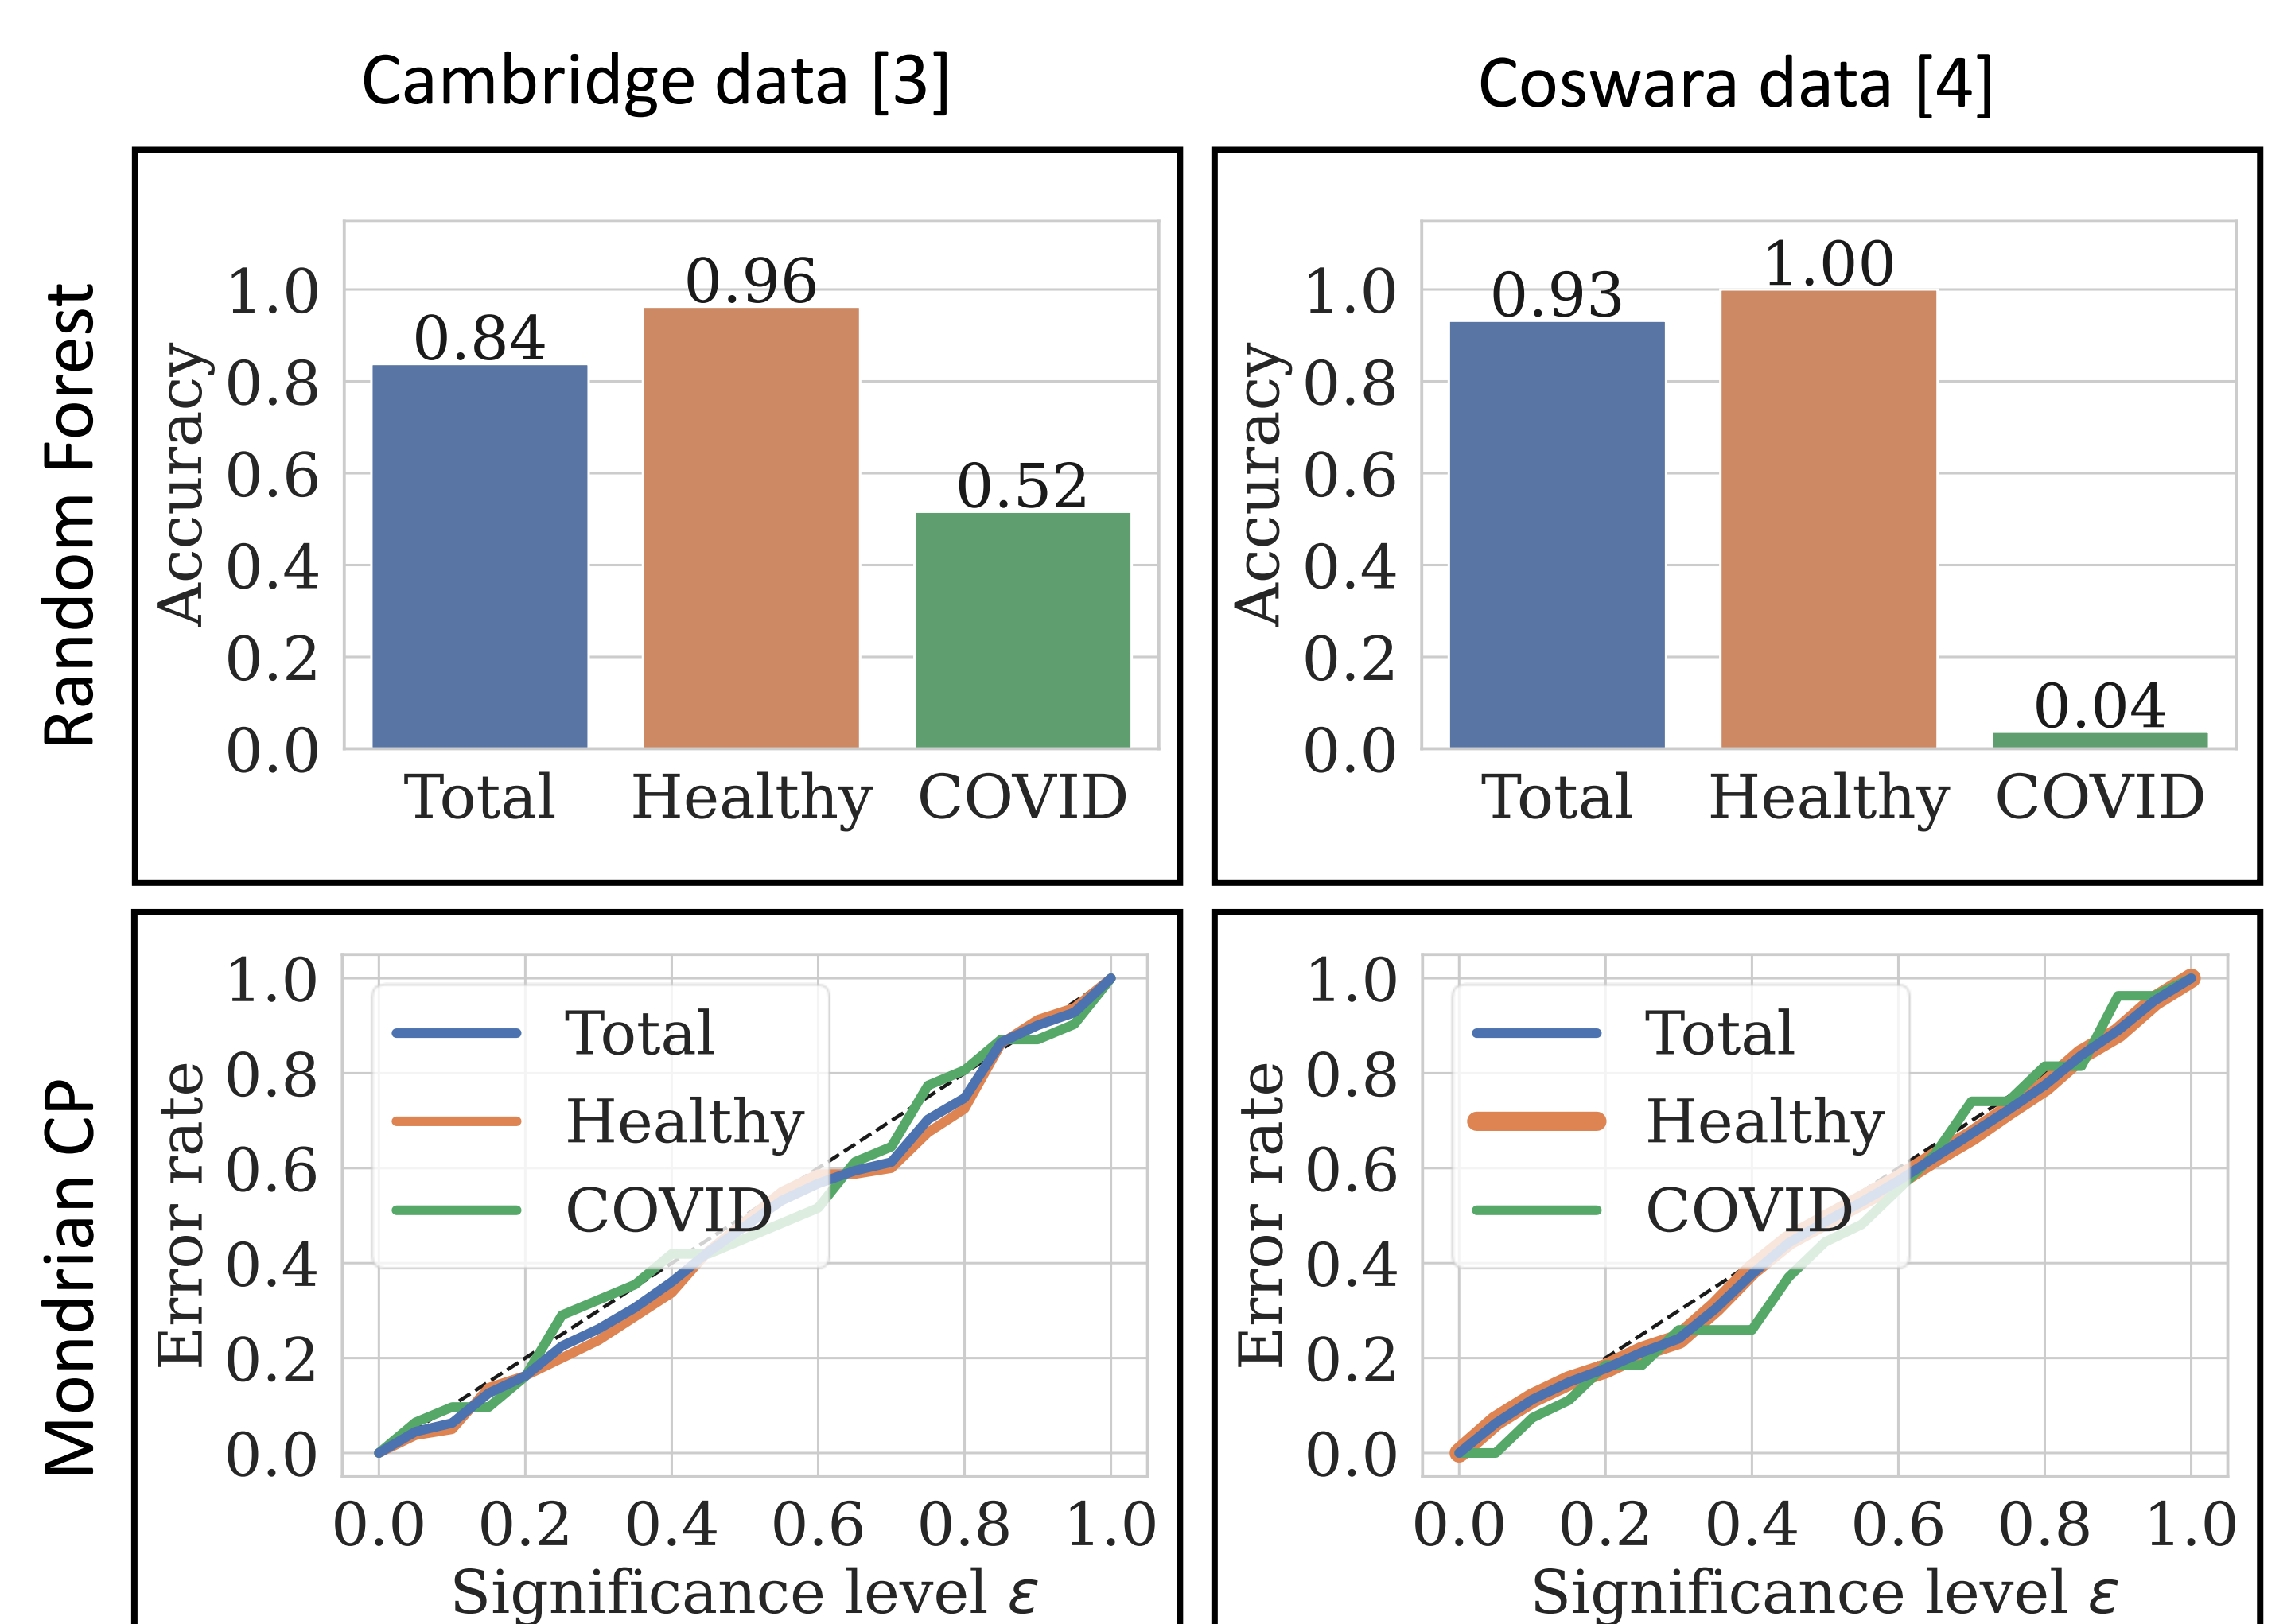 Cambridge data [3]
Coswara data [4]
Random Forest
Accuracy
1.0
0.8
0.6
0.4
0.2
0.0
0.84
0.96
0.52
Total Healthy COVID
Accuracy
1.0
0.8
0.6
0.4
0.2
0.0
0.93
1.00
0.04
Total Healthy COVID
Mondrian CP
Error rate
1.0
0.8
0.6
0.4
0.2
0.0
Total
Healthy
COVID
0.0 0.2 0.4 0.6 0.8 1.0
Significance level ε
Error rate
1.0
0.8
0.6
0.4
0.2
0.0
Total
Healthy
COVID
0.0 0.2 0.4 0.6 0.8 1.0
Significance level ε